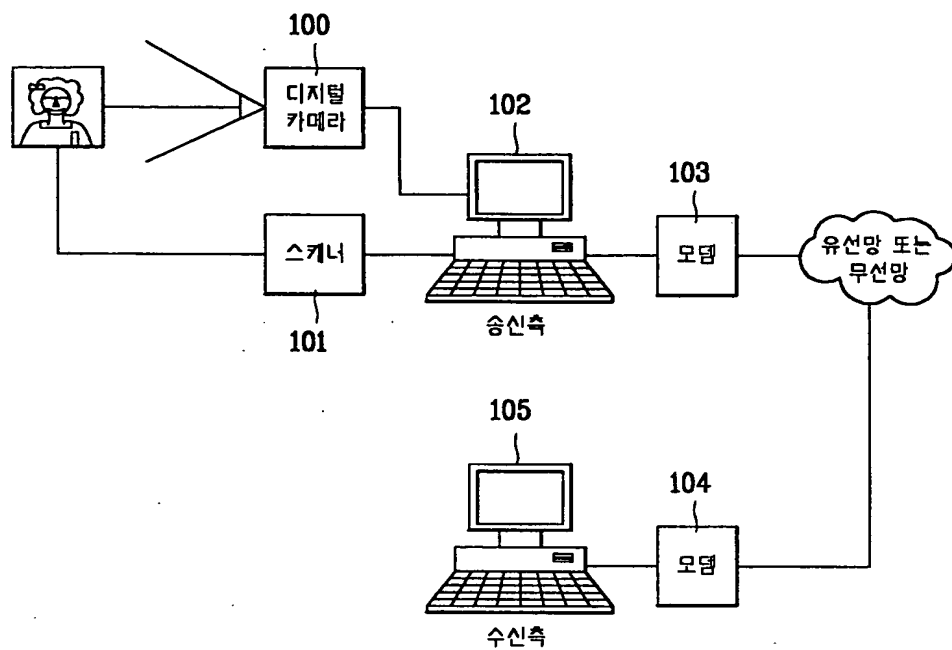 100
디지털
카메라
102
103
스캐너
모뎀
유선망 또는
무선망
101
송신측
105
104
모뎀
수신측